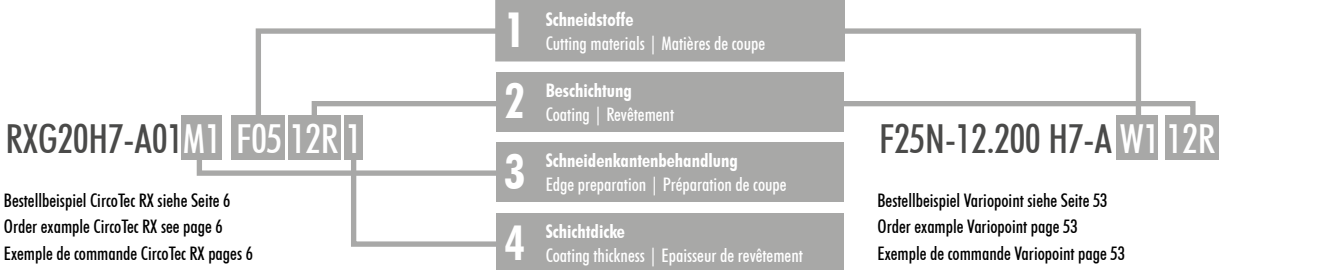 1 Schneidstoffe
Cutting materials | Matières de coupe
2 Beschichtung
Coating | Revêtement
RXG20H7-A01 M1 F05 12R 1
F25N-12.200 H7-A W1 12R
3 Schneidenkantenbehandlung
Edge preparation | Préparation de coupe
Bestellbeispiel CircoTec RX siehe Seite 6
Order example CircoTec RX see page 6
Exemple de commande CircoTec RX pages 6
Bestellbeispiel Variopoint siehe Seite 53
Order example Variopoint page 53
Exemple de commande Variopoint page 53
4 Schichtdicke
Coating thickness | Epaisseur de revêtement